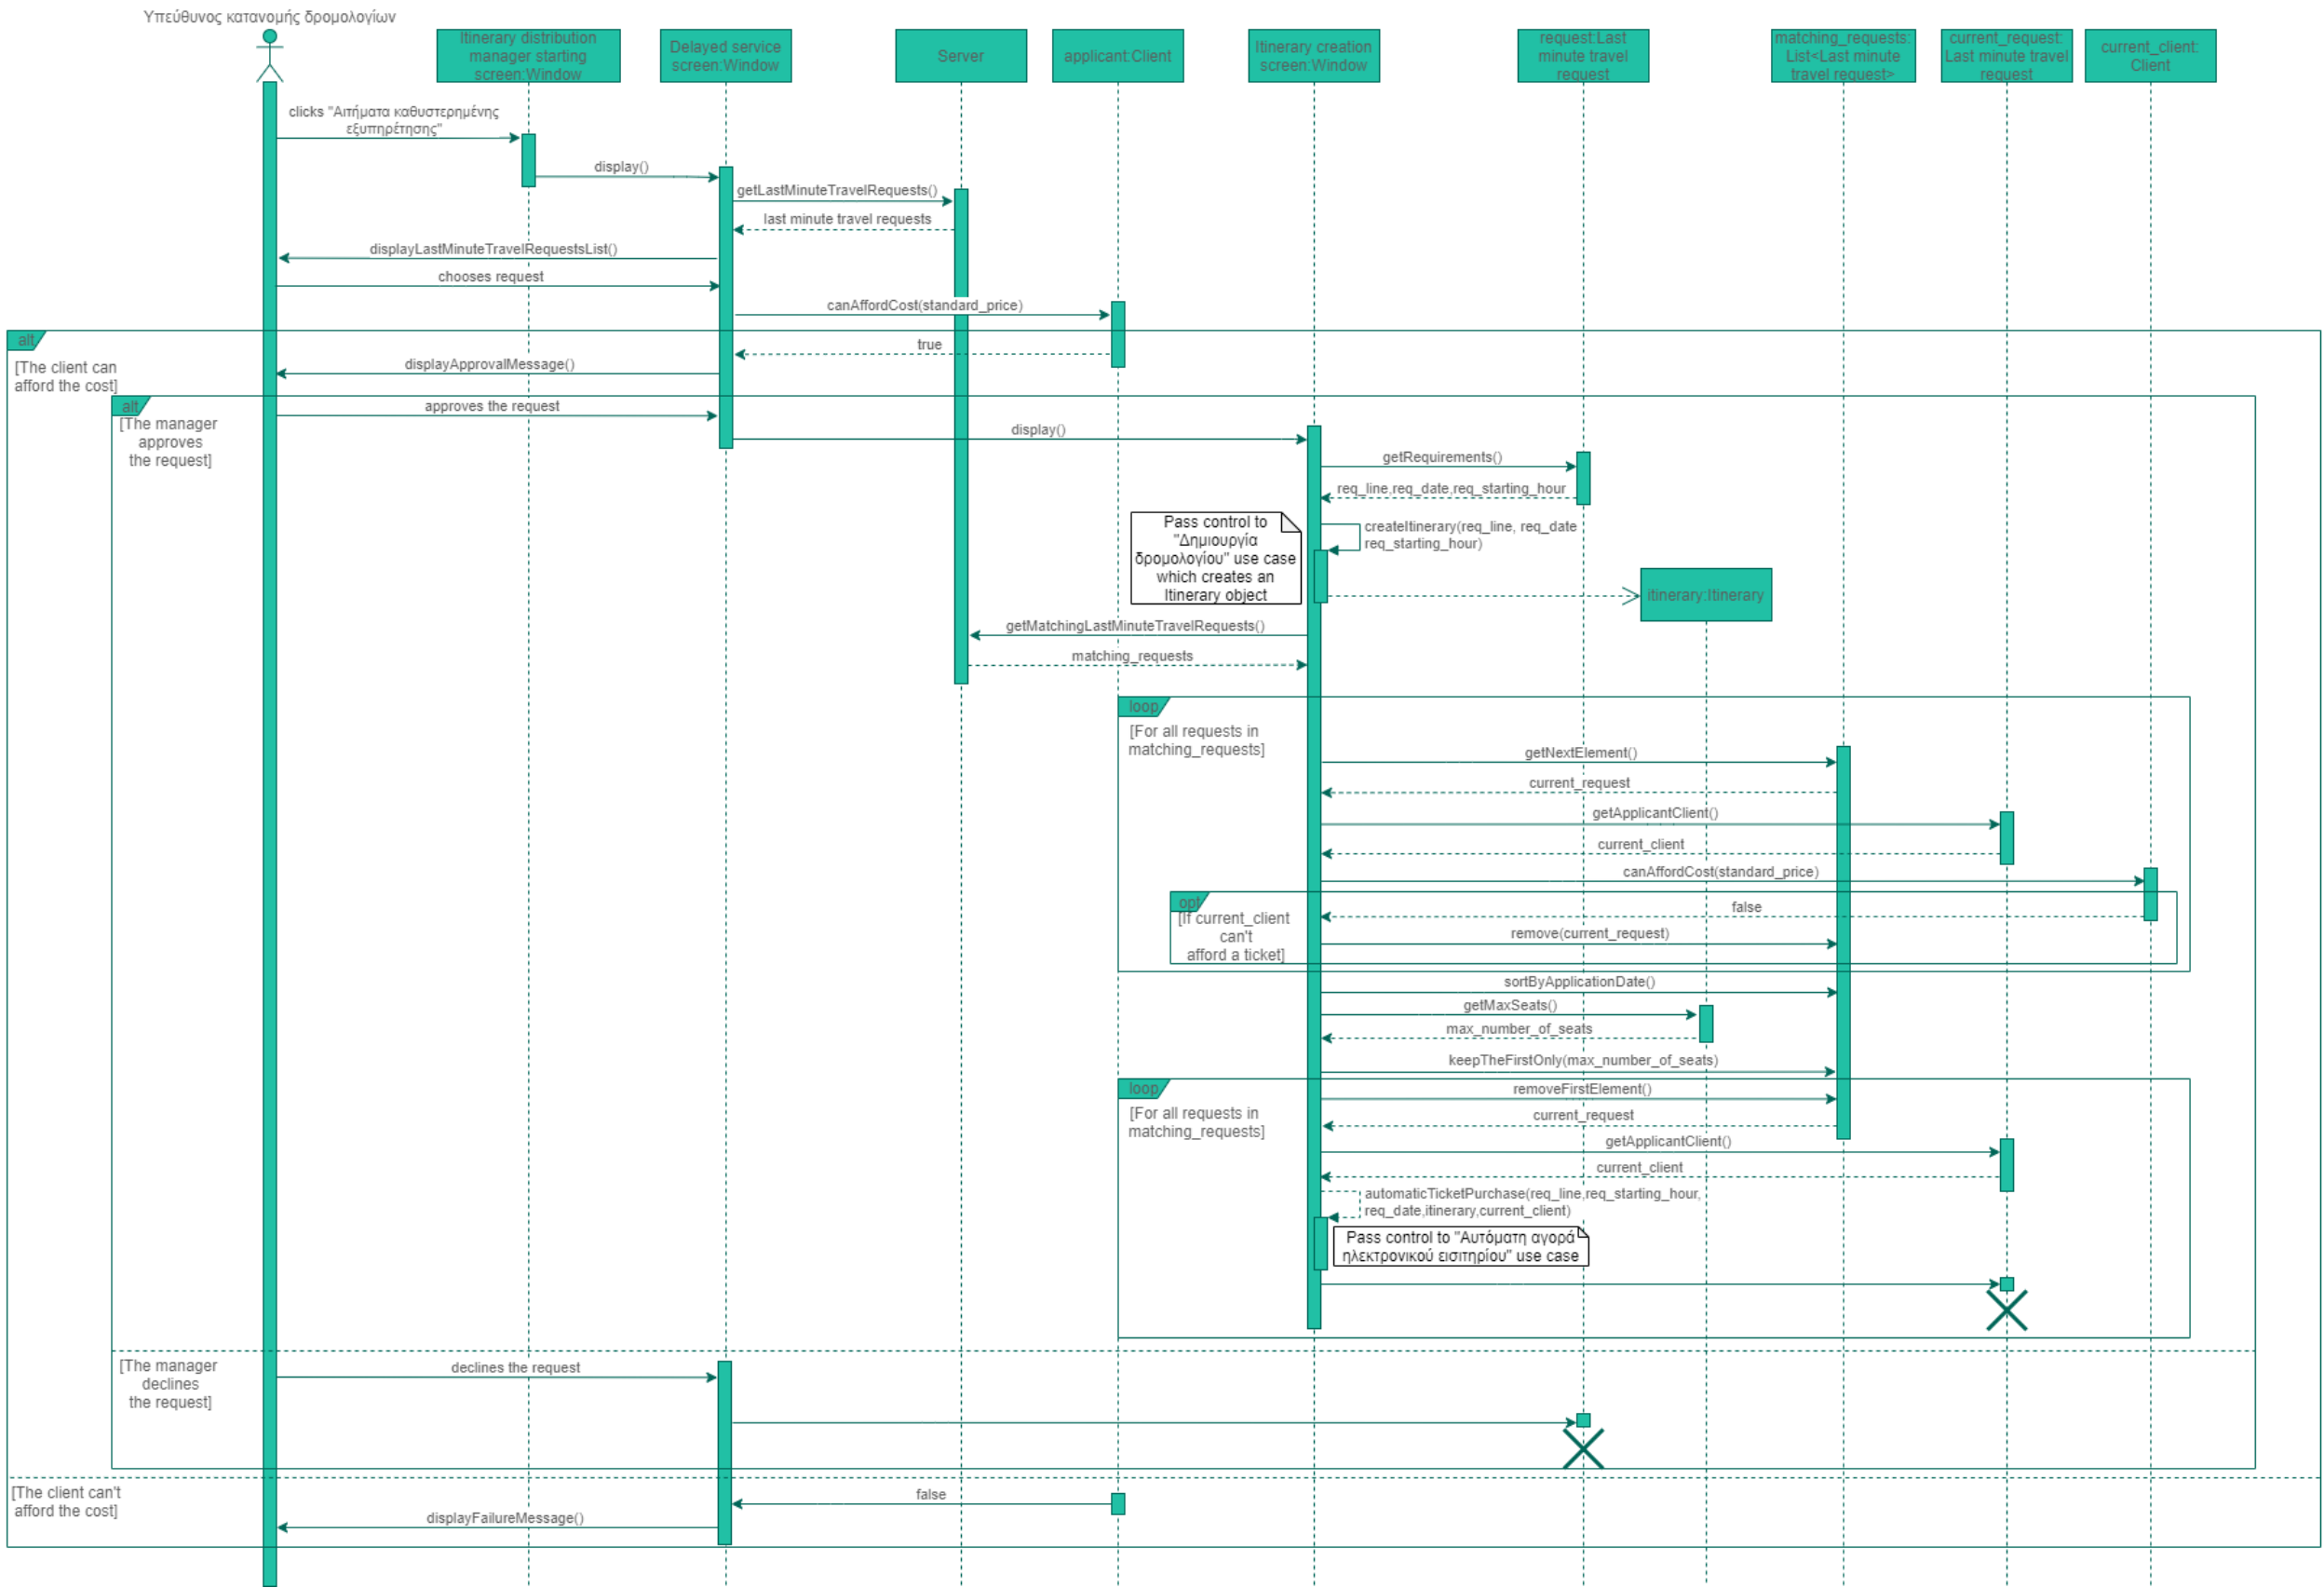 Υπεύθυνος κατανομής δρομολογίων
Itinerary distribution
manager starting
screen:Window
Delayed service
screen:Window
Server
applicant:Client
Itinerary creation
screen:Window
request:Last
minute travel
request
matching_requests:
List<Last minute
travel request>
current_request:
Last minute travel
request
current_client:
Client
clicks "Αιτήματα καθυστερημένης
εξυπηρέτησης"
display()
getLastMinuteTravelRequests()
last minute travel requests
displayLastMinuteTravelRequestsList()
chooses request
canAffordCost(standard_price)
alt
[The client can
afford the cost]
true
displayApprovalMessage()
alt
[The manager
approves
the request]
approves the request
display()
getRequirements()
req_line,req_date,req_starting_hour
Pass control to
"Δημιουργία
δρομολογίου" use case
which creates an
Itinerary object
createItinerary(req_line, req_date
req_starting_hour)
itinerary:Itinerary
getMatchingLastMinuteTravelRequests()
matching_requests
loop
[For all requests in
matching_requests]
getNextElement()
current_request
getApplicantClient()
current_client
canAffordCost(standard_price)
opt
[If current_client
can't
afford a ticket]
false
remove(current_request)
sortByApplicationDate()
getMaxSeats()
max_number_of_seats
keepTheFirstOnly(max_number_of_seats)
loop
[For all requests in
matching_requests]
removeFirstElement()
current_request
getApplicantClient()
current_client
automaticTicketPurchase(req_line,req_starting_hour,
req_date,itinerary,current_client)
Pass control to "Αυτόματη αγορά
ηλεκτρονικού εισιτηρίου" use case
[The manager
declines
the request]
declines the request
[The client can't
afford the cost]
false
displayFailureMessage()